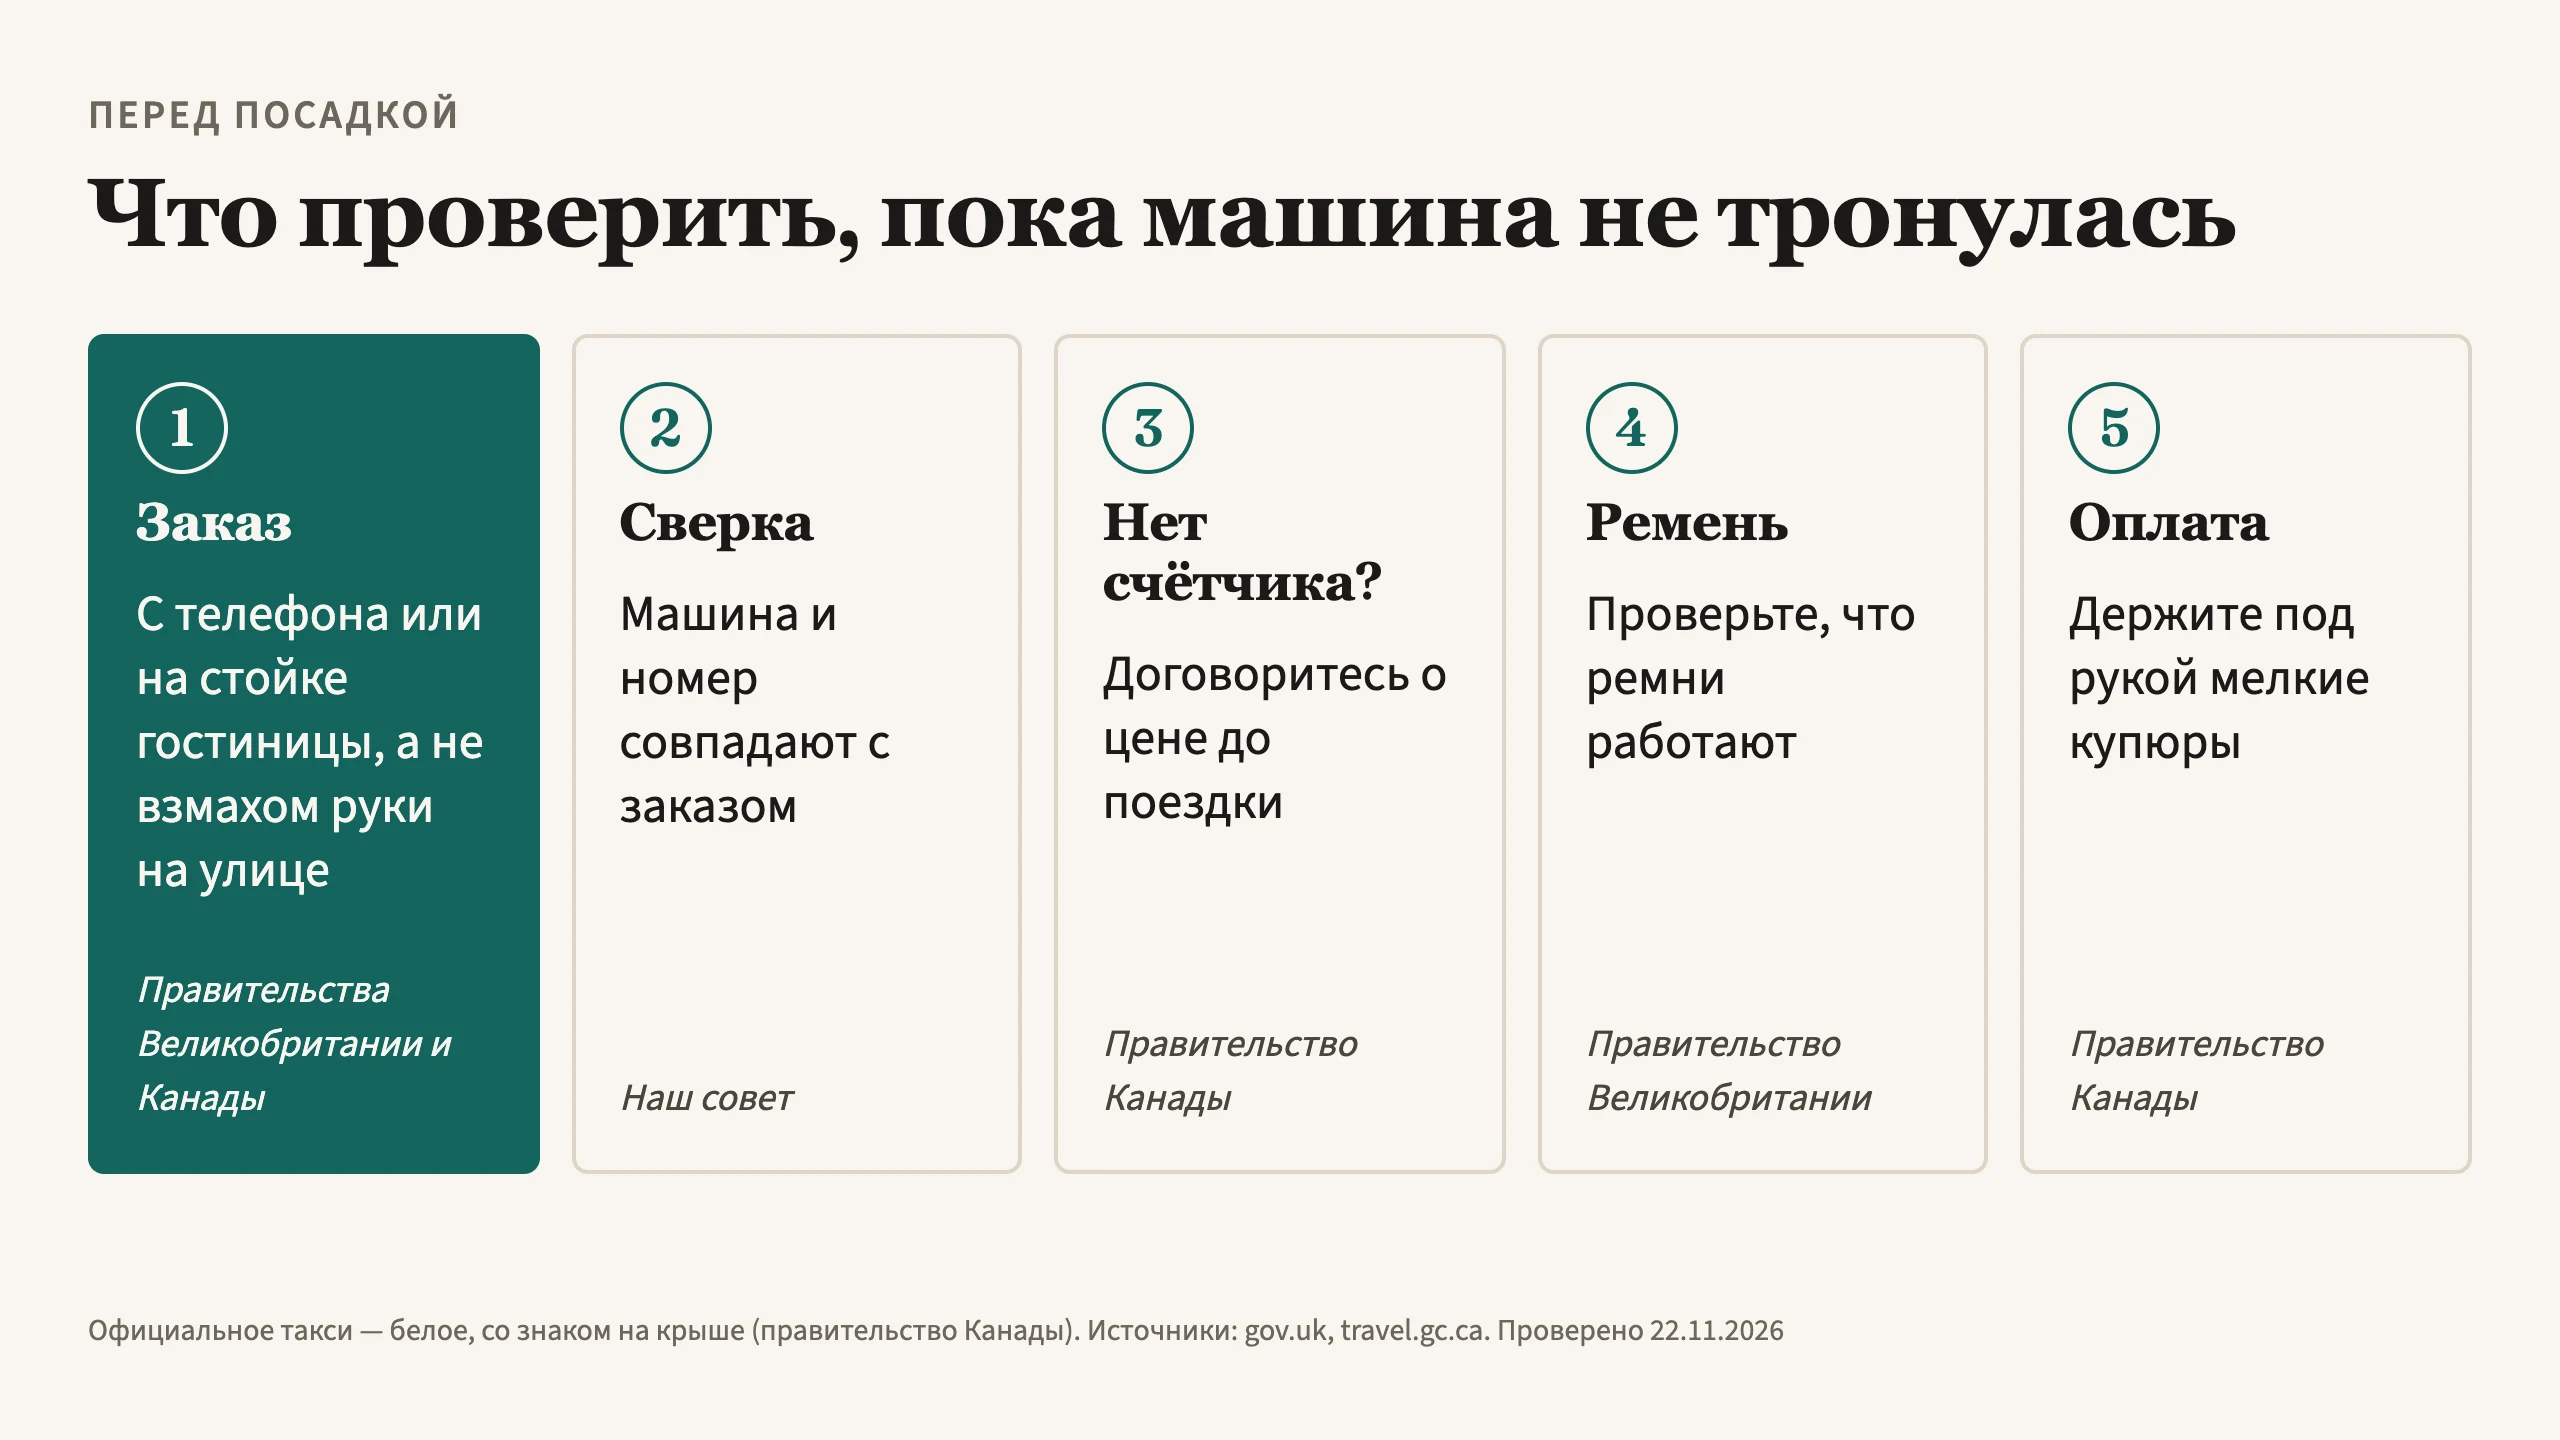 ПЕРЕД ПОСАДКОЙ
Что проверить, пока машина не тронулась
1
Заказ
С телефона или
на стойке
гостиницы, а не
взмахом руки
на улице
Правительства
Великобритании и
Канады
2
Сверка
Машина и
номер
совпадают с
заказом
Наш совет
3
Нет
счётчика?
Договоритесь о
цене до
поездки
Правительство
Канады
4
Ремень
Проверьте, что
ремни
работают
Правительство
Великобритании
5
Оплата
Держите под
рукой мелкие
купюры
Правительство
Канады
Официальное такси — белое, со знаком на крыше (правительство Канады). Источники: gov.uk, travel.gc.ca. Проверено 22.11.2026